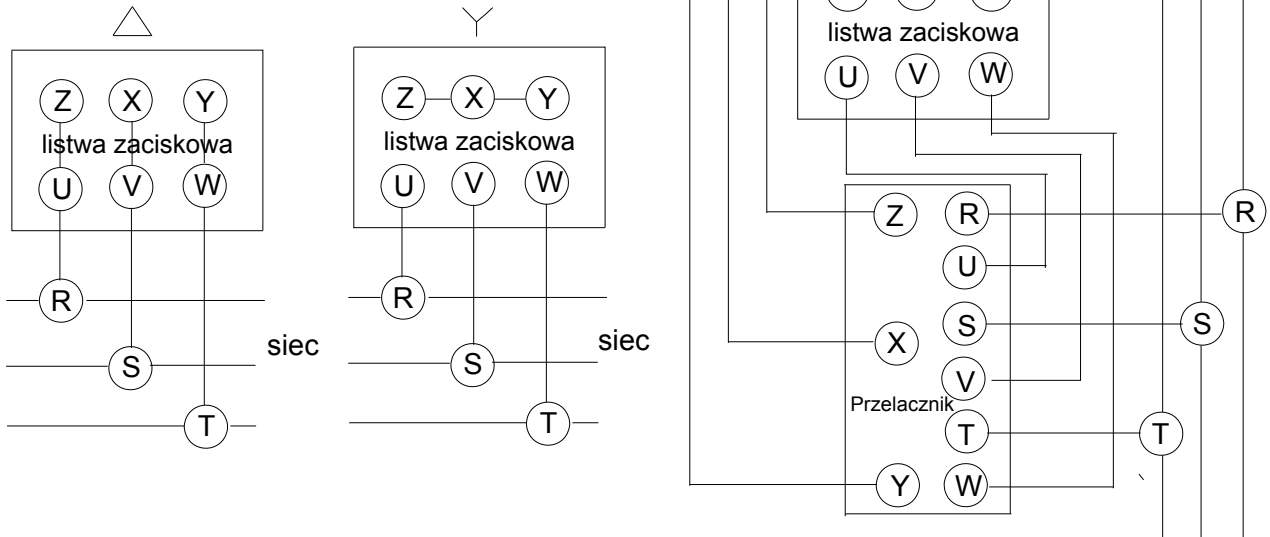 Z X Y
listwa zaciskowa
U V W
R
S
siec
T
Z X Y
listwa zaciskowa
U V W
R
S
siec
T
listwa zaciskowa
U V W
Z R
U
S
X
V
Przelacznik
T
Y W
R
S
T